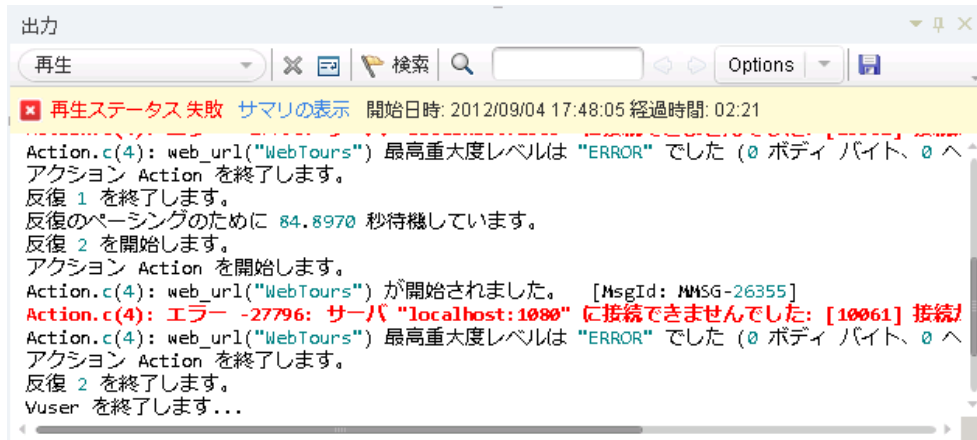 出力
再生 検索 Options
再生ステータス 失敗 サマリの表示 開始日時: 2012/09/04 17:48:05 経過時間: 02:21
Action.c(4): web_url("WebTours") 最高重大度レベルは "ERROR" でした (0 ボディ バイト、0 ヘ
アクション Action を終了します。
反復 1 を終了します。
反復のペーシングのために 84.8970 秒待機しています。
反復 2 を開始します。
アクション Action を開始します。
Action.c(4): web_url("WebTours") が開始されました。 [MsgId: MMSG-26355]
Action.c(4): エラー -27796: サーバ "localhost:1080" に接続できませんでした: [10061] 接続
Action.c(4): web_url("WebTours") 最高重大度レベルは "ERROR" でした (0 ボディ バイト、0 ヘ
アクション Action を終了します。
反復 2 を終了します。
Vuser を終了します...